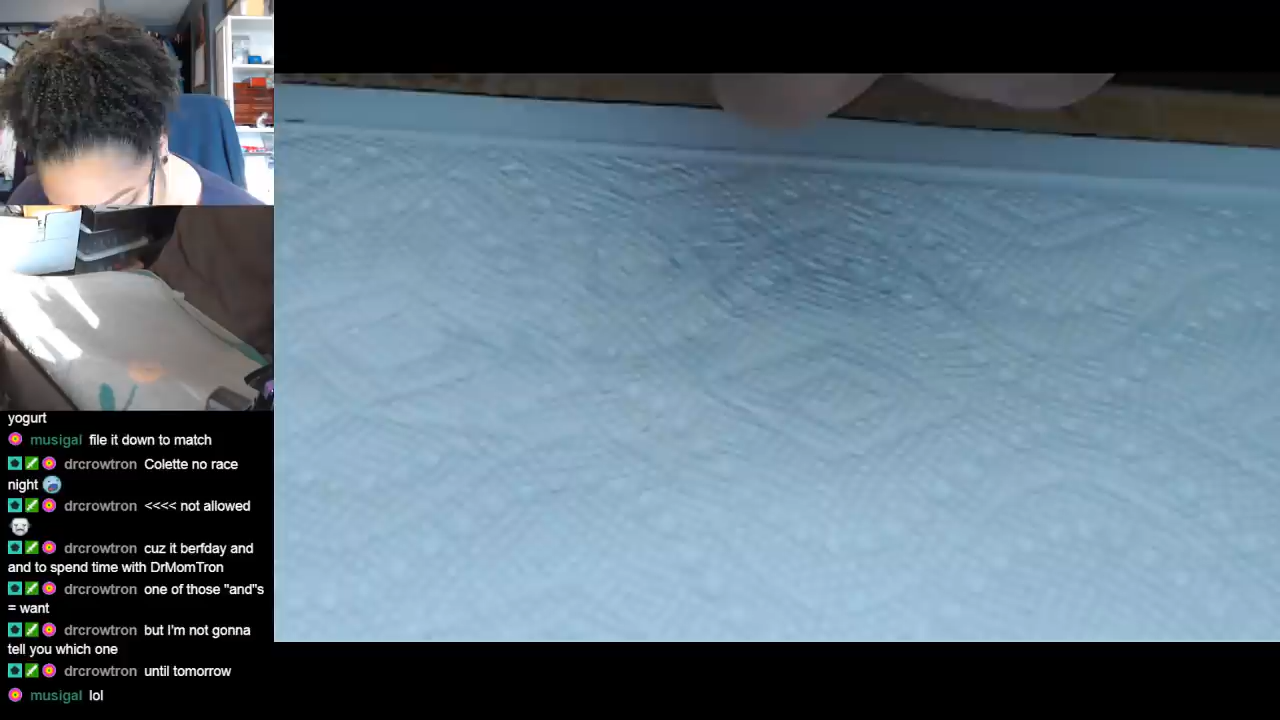 yogurt
musigal file it down to match
drcrowtron Colette no race
night
drcrowtron <<<< not allowed
drcrowtron cuz it berfday and
and to spend time with DrMomTron
drcrowtron one of those "and"s
= want
drcrowtron but I'm not gonna
tell you which one
drcrowtron until tomorrow
musigal lol